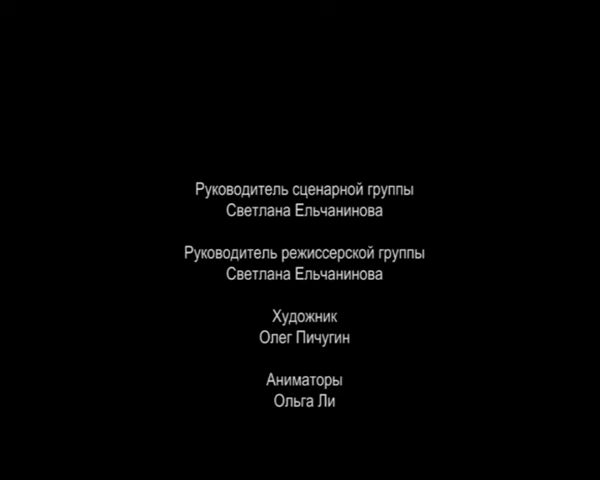 Руководитель сценарной группы
Светлана Ельчанинова
Руководитель режиссерской группы
Светлана Ельчанинова
Художник
Олег Пичугин
Аниматоры
Ольга Ли